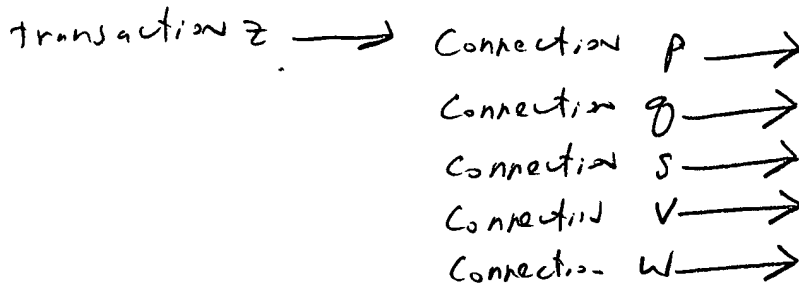 transaction z → Connection p →
Connection q →
Connection s →
Connection v →
Connection w →